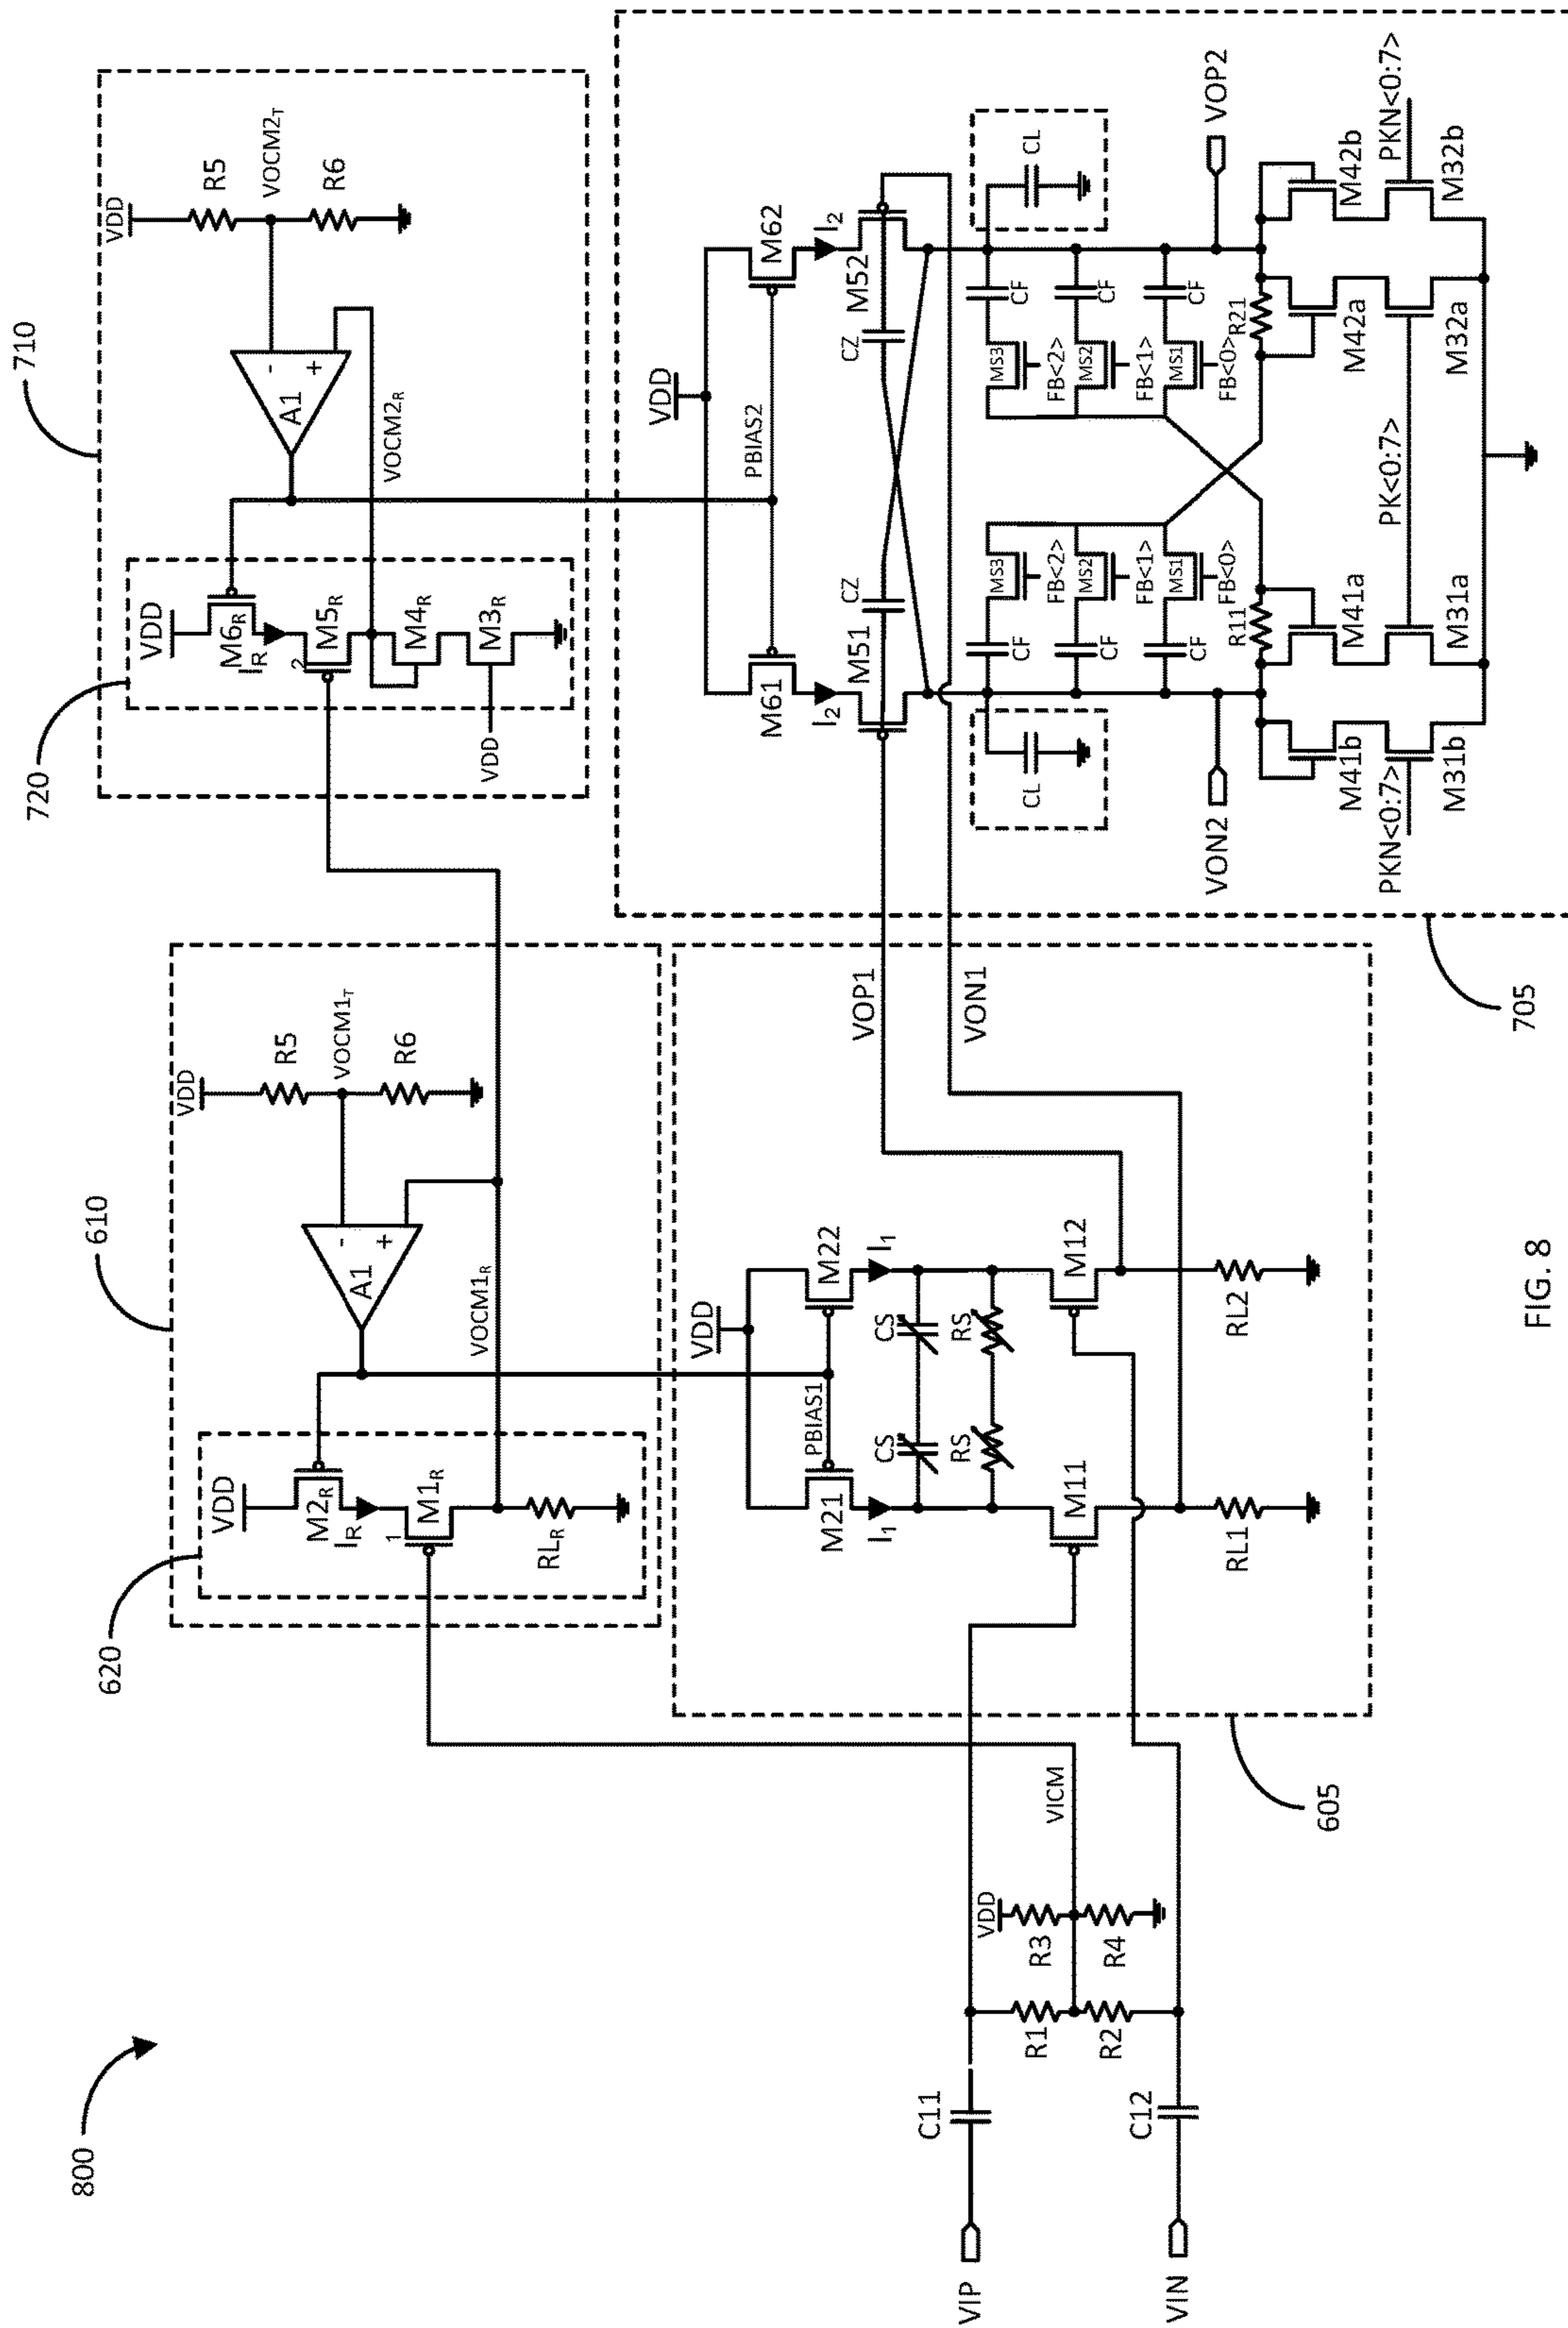 800
VIP
VIN
C11
C12
R1
R2
VDD
R3
R4
VICM
605
620
610
VDD
M2R
IR1
M1R
RLR
A1
-
+
VOCM1R
VDD
R5
VOCM1T
R6
VDD
PBIAS1
M21
M22
I1
I1
CS
CS
RS
RS
M11
M12
RL1
RL2
VOP1
VON1
720
710
VDD
M6R
IR2
M5R
M4R
M3R
VDD
A1
-
+
VOCM2R
VDD
R5
VOCM2T
R6
705
VDD
PBIAS2
M61
M62
I2
I2
M51
M52
CZ
CZ
CL
CL
CF
CF
CF
CF
CF
CF
MS3
MS2
MS1
MS3
MS2
MS1
FB<2>
FB<1>
FB<0>
FB<2>
FB<1>
FB<0>
VON2
VOP2
R11
R21
M41b
M41a
M42a
M42b
PKN<0:7>
PK<0:7>
PKN<0:7>
M31b
M31a
M32a
M32b
FIG. 8